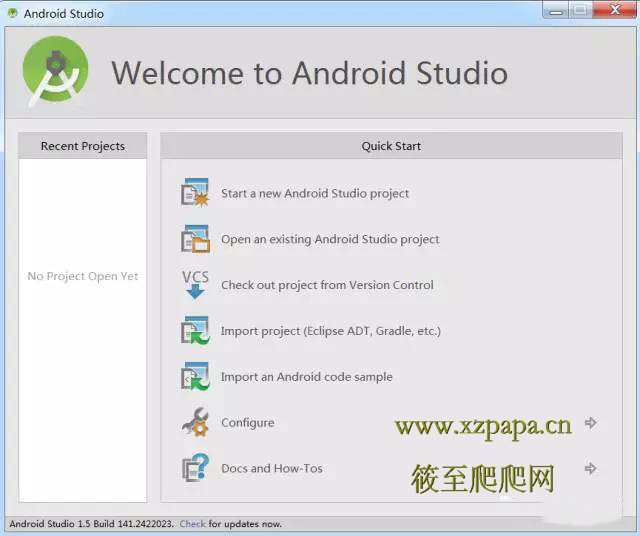 Android Studio
Welcome to Android Studio
Recent Projects
No Project Open Yet
Quick Start
Start a new Android Studio project
Open an existing Android Studio project
VCS
Check out project from Version Control
Import project (Eclipse ADT, Gradle, etc.)
Import an Android code sample
Configure
www.xzpapa.cn
Docs and How-Tos
筱至爬爬网
Android Studio 1.5 Build 141.2422023. Check for updates now.